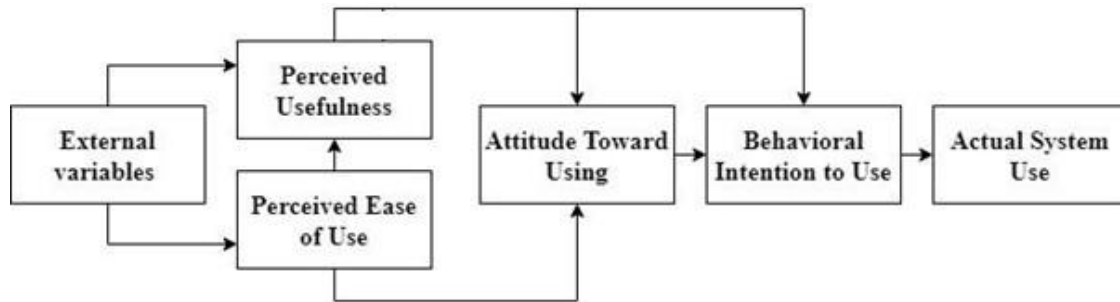 External
variables
Perceived
Usefulness
Perceived Ease
of Use
Attitude Toward
Using
Behavioral
Intention to Use
Actual System
Use